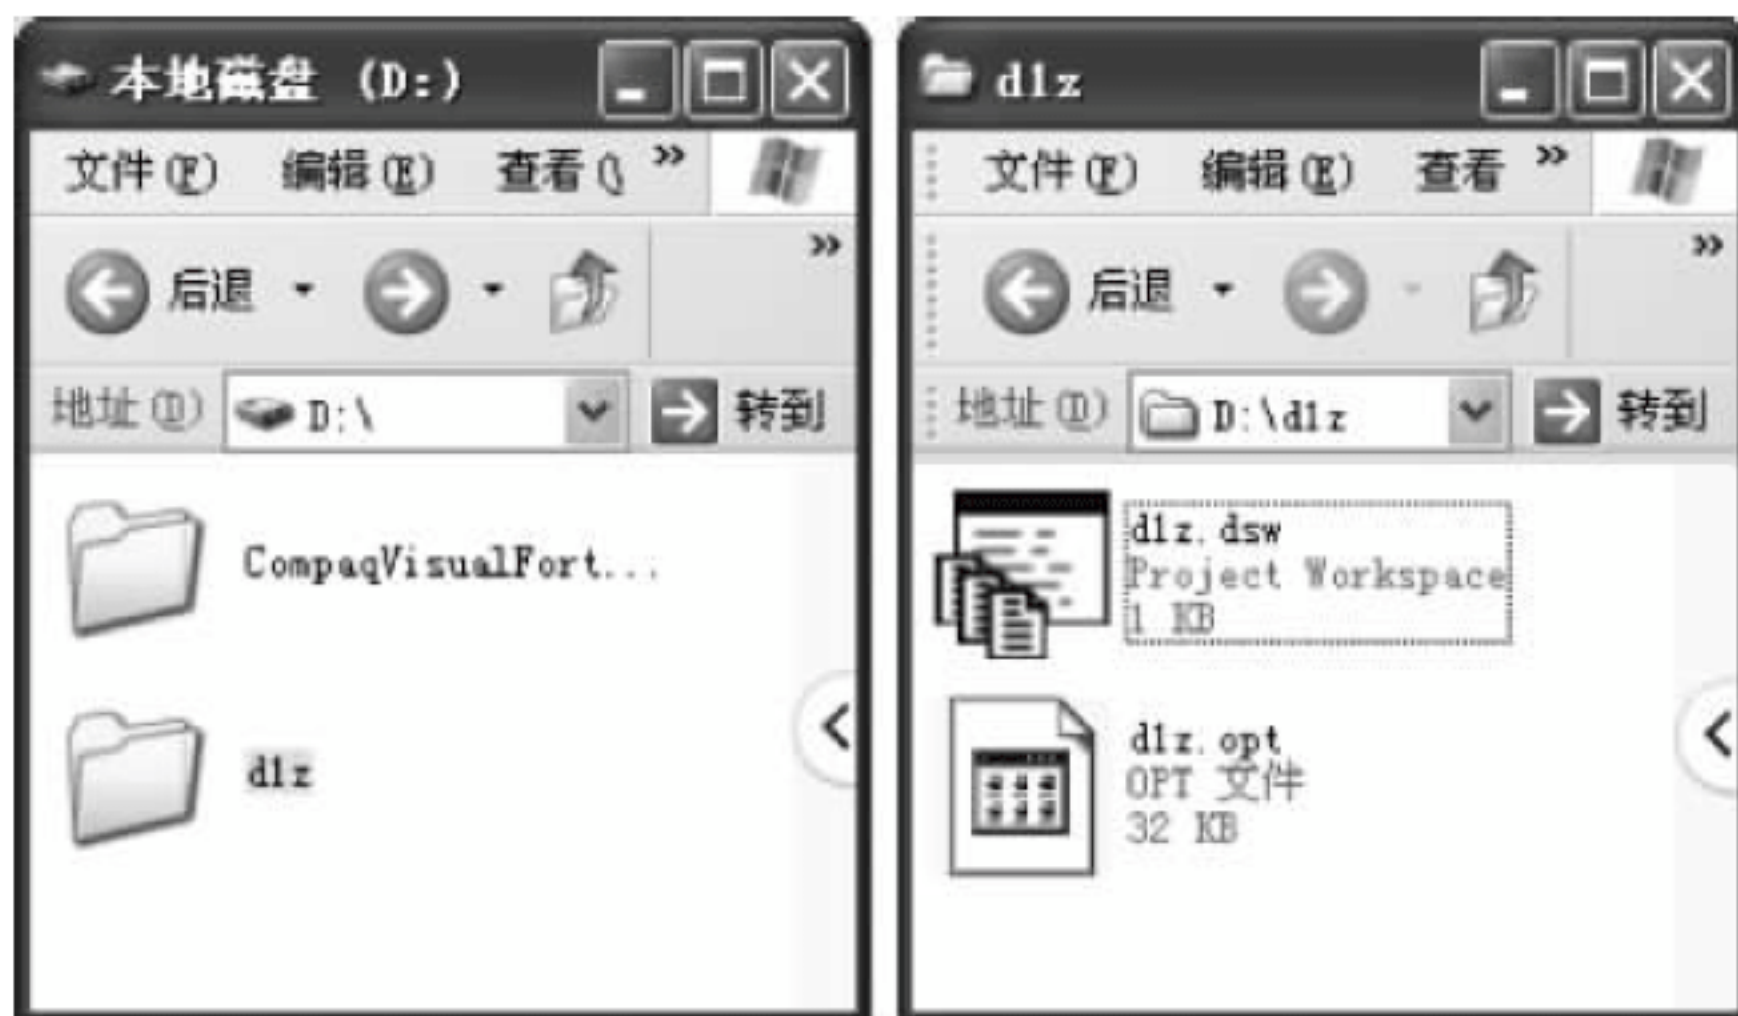 本地磁盘 (D:)
文件(F) 编辑(E) 查看( »
»
后退
地址(D) D:\ 转到
CompaqVisualFort...
dlz
dlz
文件(F) 编辑(E) 查看 »
»
后退
地址(D) D:\dlz 转到
dlz.dsw
Project Workspace
1 KB
dlz.opt
OPT 文件
32 KB